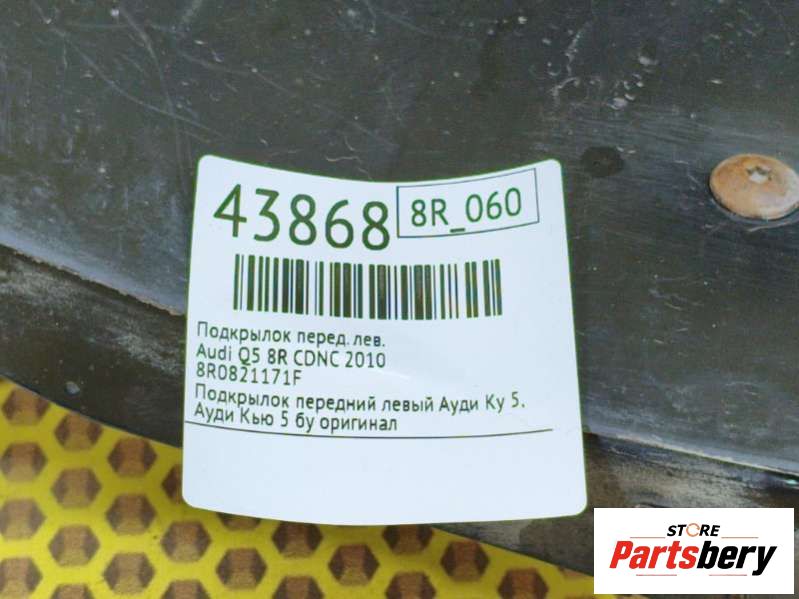 43868
8R_060
Подкрылок перед. лев.
Audi Q5 8R CDNC 2010
8R0821171F
Подкрылок передний левый Ауди Ку 5.
Ауди Кью 5 бу оригинал
STORE
Partsbery